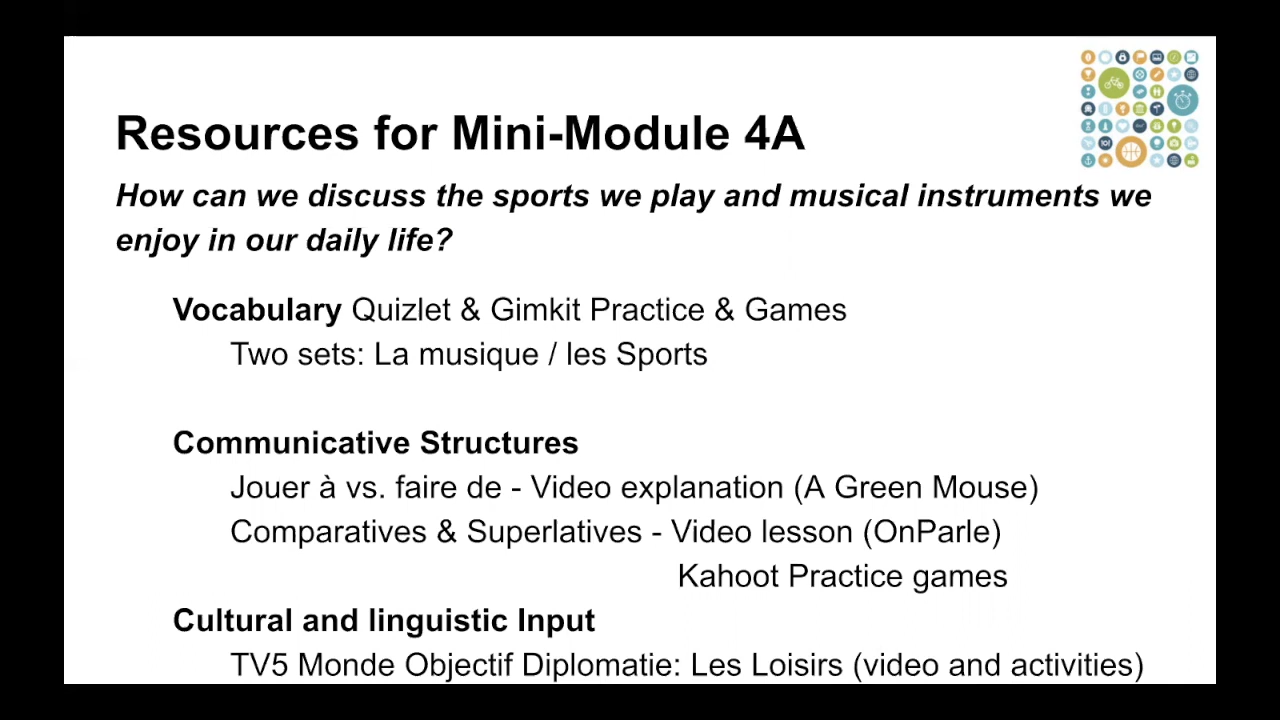 Resources for Mini-Module 4A
How can we discuss the sports we play and musical instruments we
enjoy in our daily life?
Vocabulary Quizlet & Gimkit Practice & Games
Two sets: La musique / les Sports
Communicative Structures
Jouer à vs. faire de - Video explanation (A Green Mouse)
Comparatives & Superlatives - Video lesson (OnParle)
Kahoot Practice games
Cultural and linguistic Input
TV5 Monde Objectif Diplomatie: Les Loisirs (video and activities)